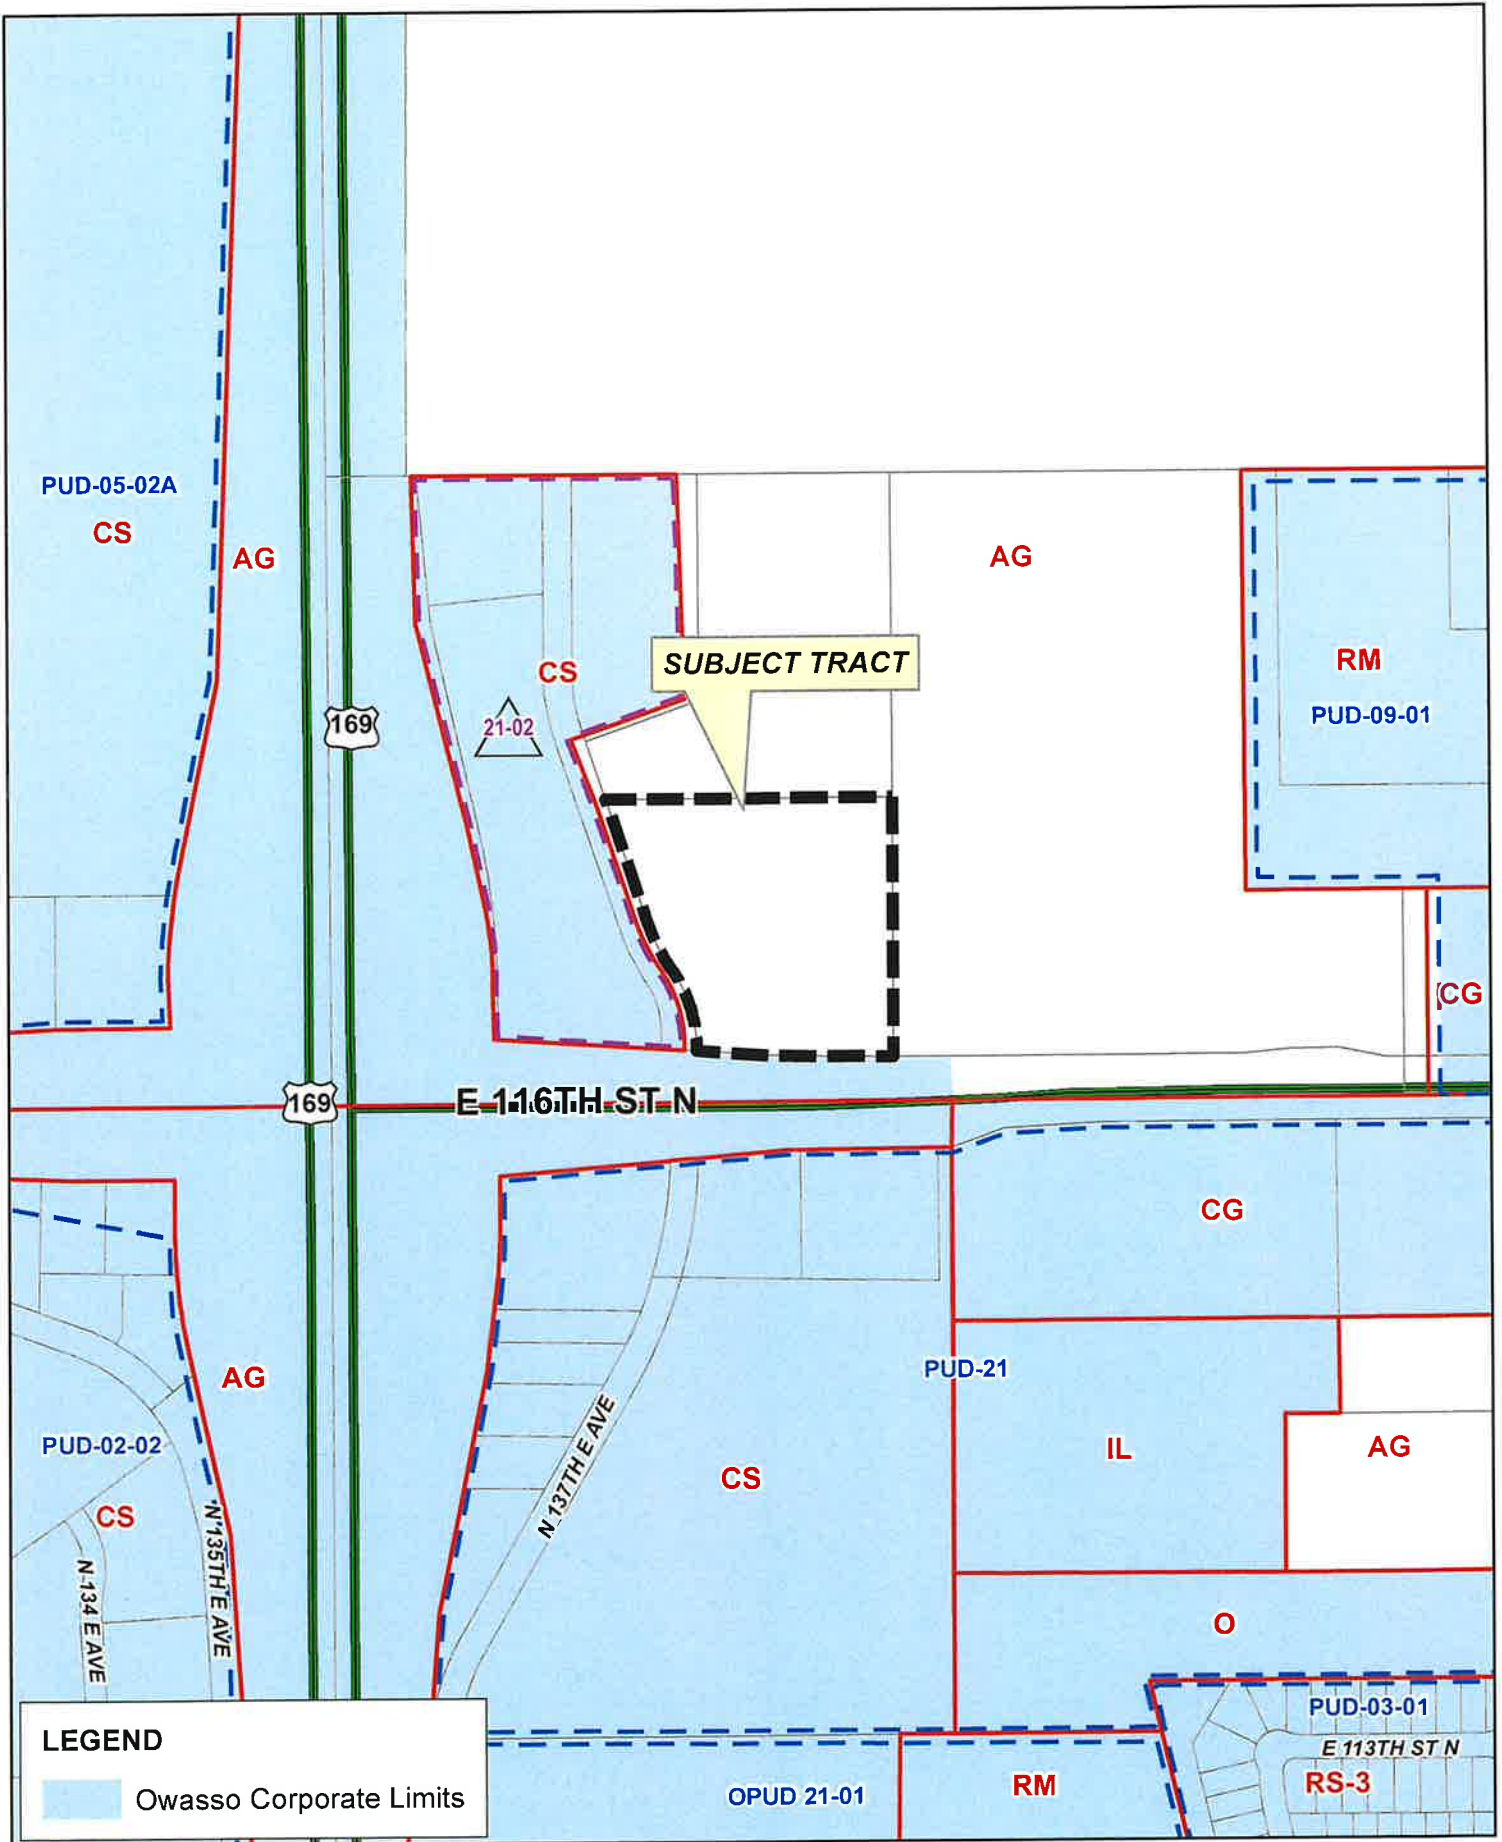 PUD-05-02A
CS
AG
AG
RM
PUD-09-01
SUBJECT TRACT
CS
21-02
169
CG
169
E 116TH ST N
CG
PUD-21
AG
PUD-02-02
CS
N 137TH E AVE
CS
IL
AG
N 135TH E AVE
N 134 E AVE
O
PUD-03-01
E 113TH ST N
RS-3
RM
OPUD 21-01
LEGEND
Owasso Corporate Limits